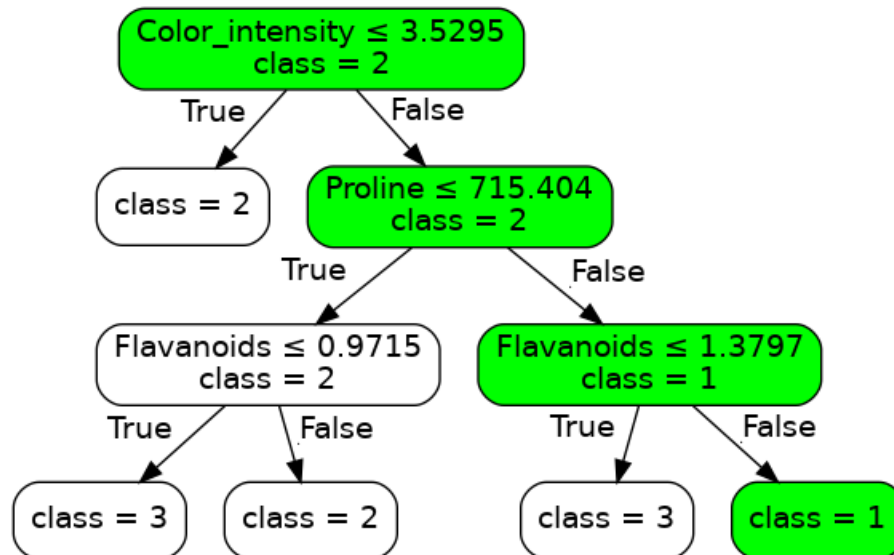 Color_intensity ≤ 3.5295
class = 2
True
False
class = 2
Proline ≤ 715.404
class = 2
True
False
Flavanoids ≤ 0.9715
class = 2
Flavanoids ≤ 1.3797
class = 1
True
False
True
False
class = 3
class = 2
class = 3
class = 1